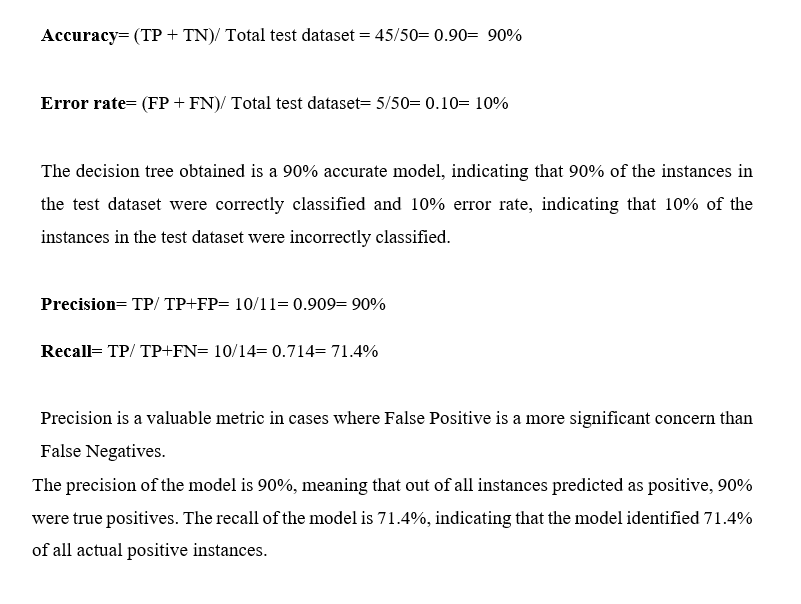 Accuracy= (TP + TN)/ Total test dataset = 45/50= 0.90= 90%
Error rate= (FP + FN)/ Total test dataset= 5/50= 0.10= 10%
The decision tree obtained is a 90% accurate model, indicating that 90% of the instances in
the test dataset were correctly classified and 10% error rate, indicating that 10% of the
instances in the test dataset were incorrectly classified.
Precision= TP/ TP+FP= 10/11= 0.909= 90%
Recall= TP/ TP+FN= 10/14= 0.714= 71.4%
Precision is a valuable metric in cases where False Positive is a more significant concern than
False Negatives.
The precision of the model is 90%, meaning that out of all instances predicted as positive, 90%
were true positives. The recall of the model is 71.4%, indicating that the model identified 71.4%
of all actual positive instances.